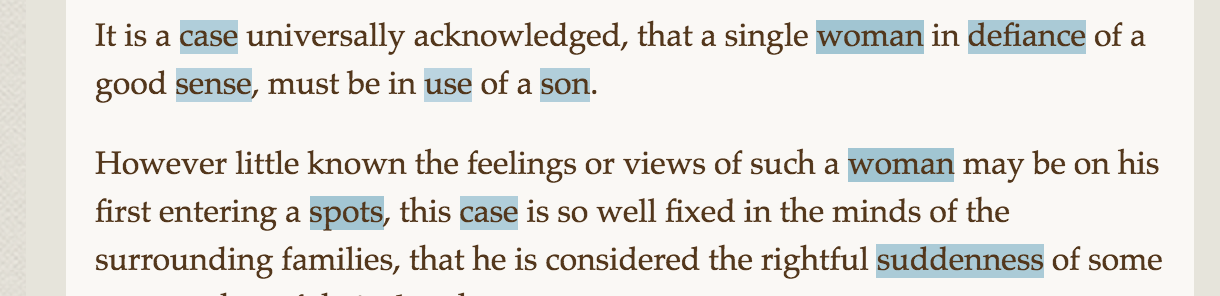 It is a case universally acknowledged, that a single woman in defiance of a
good sense, must be in use of a son.
However little known the feelings or views of such a woman may be on his
first entering a spots, this case is so well fixed in the minds of the
surrounding families, that he is considered the rightful suddenness of some